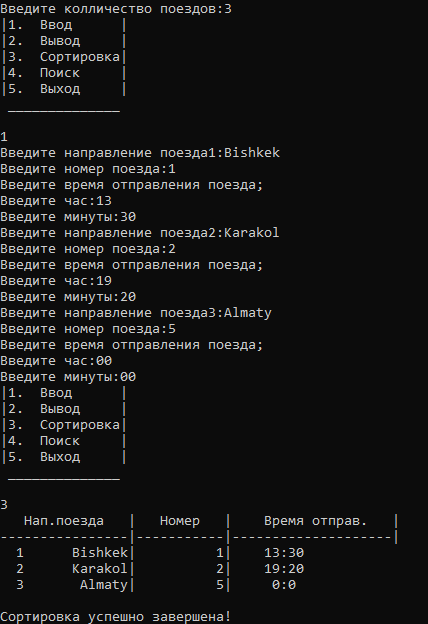 Введите колличество поездов:3
|1.  Ввод      |
|2.  Вывод     |
|3.  Сортировка|
|4.  Поиск     |
|5.  Выход     |
 ______________
1
Введите направление поезда1:Bishkek
Введите номер поезда:1
Введите время отправления поезда;
Введите час:13
Введите минуты:30
Введите направление поезда2:Karakol
Введите номер поезда:2
Введите время отправления поезда;
Введите час:19
Введите минуты:20
Введите направление поезда3:Almaty
Введите номер поезда:5
Введите время отправления поезда;
Введите час:00
Введите минуты:00
|1.  Ввод      |
|2.  Вывод     |
|3.  Сортировка|
|4.  Поиск     |
|5.  Выход     |
 ______________
3
   Нап.поезда   |   Номер   |    Время отправ.   |
----------------|-----------|--------------------|
  1      Bishkek|          1|    13:30
  2      Karakol|          2|    19:20
  3       Almaty|          5|     0:0
Сортировка успешно завершена!